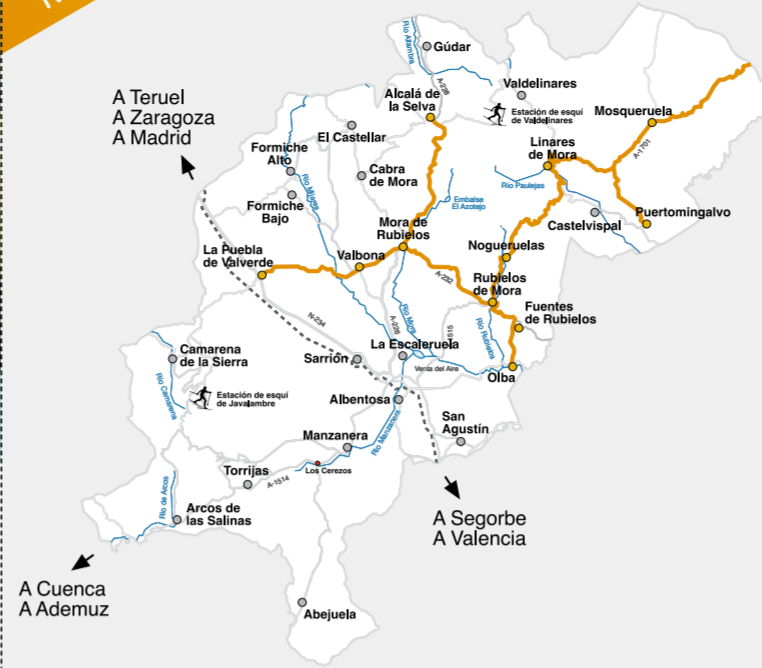 Río Alfambra
Gúdar
A-228
Valdelinares
Alcalá de
la Selva
Estación de esquí
de Valdelinares
Mosqueruela
A Teruel
A Zaragoza
A Madrid
El Castellar
Linares
de Mora
A-1701
Formiche
Alto
Cabra
de Mora
Río Paulejas
Río Mijares
Embalse
El Azotejo
Formiche
Bajo
Castelvispal
Puertomingalvo
Mora de
Rubielos
Nogueruelas
La Puebla
de Valverde
Valbona
A-232
Rubielos
de Mora
Fuentes
de Rubielos
N-234
A-228
Río Mora
Río Rubielos
La Escaleruela
Camarena
de la Sierra
Sarrión
Venta del Aire
Olba
Río Camarena
Estación de esquí
de Javalambre
Albentosa
San
Agustín
Río Manzanera
Manzanera
Los Cerezos
Torrijas
A-1514
Río de Arcos
Arcos de
las Salinas
A Segorbe
A Valencia
A Cuenca
A Ademuz
Abejuela